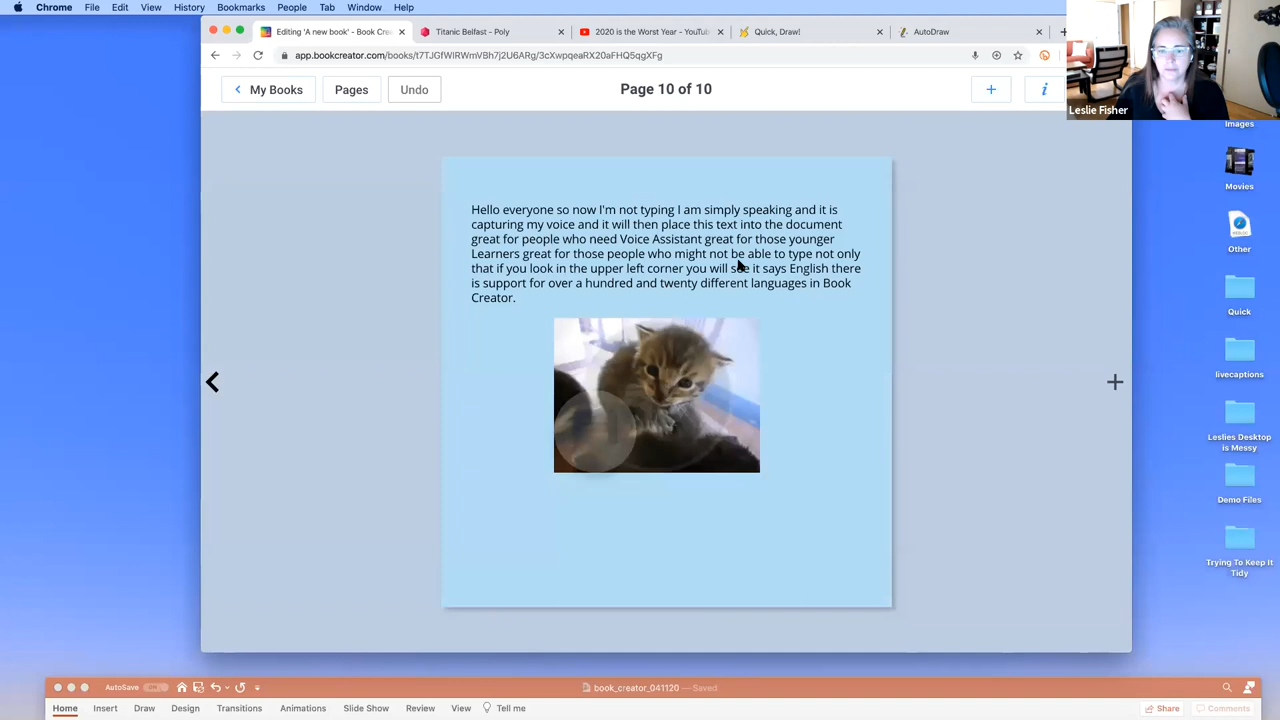 Chrome File Edit View History Bookmarks People Tab Window Help
Editing 'A new book' - Book Cre
Titanic Belfast - Poly
2020 is the Worst Year - YouTu
Quick, Draw!
AutoDraw
My Books
Pages
Undo
Page 10 of 10
Leslie Fisher
Hello everyone so now I'm not typing I am simply speaking and it is
capturing my voice and it will then place this text into the document
great for people who need Voice Assistant great for those younger
Learners great for those people who might not be able to type not only
that if you look in the upper left corner you will see it says English there
is support for over a hundred and twenty different languages in Book
Creator.
Images
Movies
Other
Quick
livecaptions
Leslies Desktop
is Messy
Demo Files
Trying To Keep It
Tidy
AutoSave
book_creator_041120 — Saved
Home Insert Draw Design Transitions Animations Slide Show Review View Tell me
Share
Comments